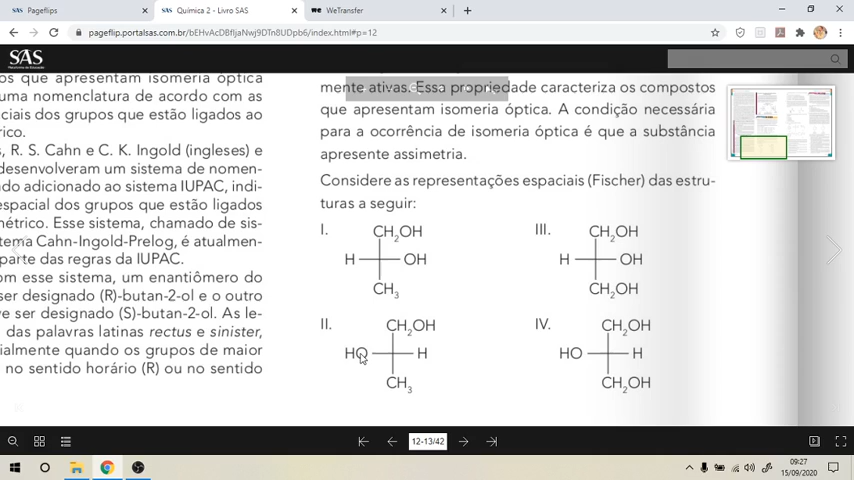 Pageflips
Química 2 - Livro SAS
WeTransfer
pageflip.portalsas.com.br/bEHvAcDBfIjaNwj9DTn8UDpb6/index.html#p=12
SAS
os que apresentam isomeria óptica
uma nomenclatura de acordo com as
ciais dos grupos que estão ligados ao
rico.
s, R. S. Cahn e C. K. Ingold (ingleses) e
desenvolveram um sistema de nomen-
do adicionado ao sistema IUPAC, indi-
espacial dos grupos que estão ligados
métrico. Esse sistema, chamado de sis-
tema Cahn-Ingold-Prelog, é atualmen-
parte das regras da IUPAC.
om esse sistema, um enantiômero do
ser designado (R)-butan-2-ol e o outro
ve ser designado (S)-butan-2-ol. As le-
das palavras latinas rectus e sinister,
ialmente quando os grupos de maior
no sentido horário (R) ou no sentido
mente ativas. Essa propriedade caracteriza os compostos
que apresentam isomeria óptica. A condição necessária
para a ocorrência de isomeria óptica é que a substância
apresente assimetria.
Considere as representações espaciais (Fischer) das estru-
turas a seguir:
I.
CH2OH
H OH
CH3
II.
CH2OH
HO H
CH3
III.
CH2OH
H OH
CH2OH
IV.
CH2OH
HO H
CH2OH
12-13/42
09:27
15/09/2020